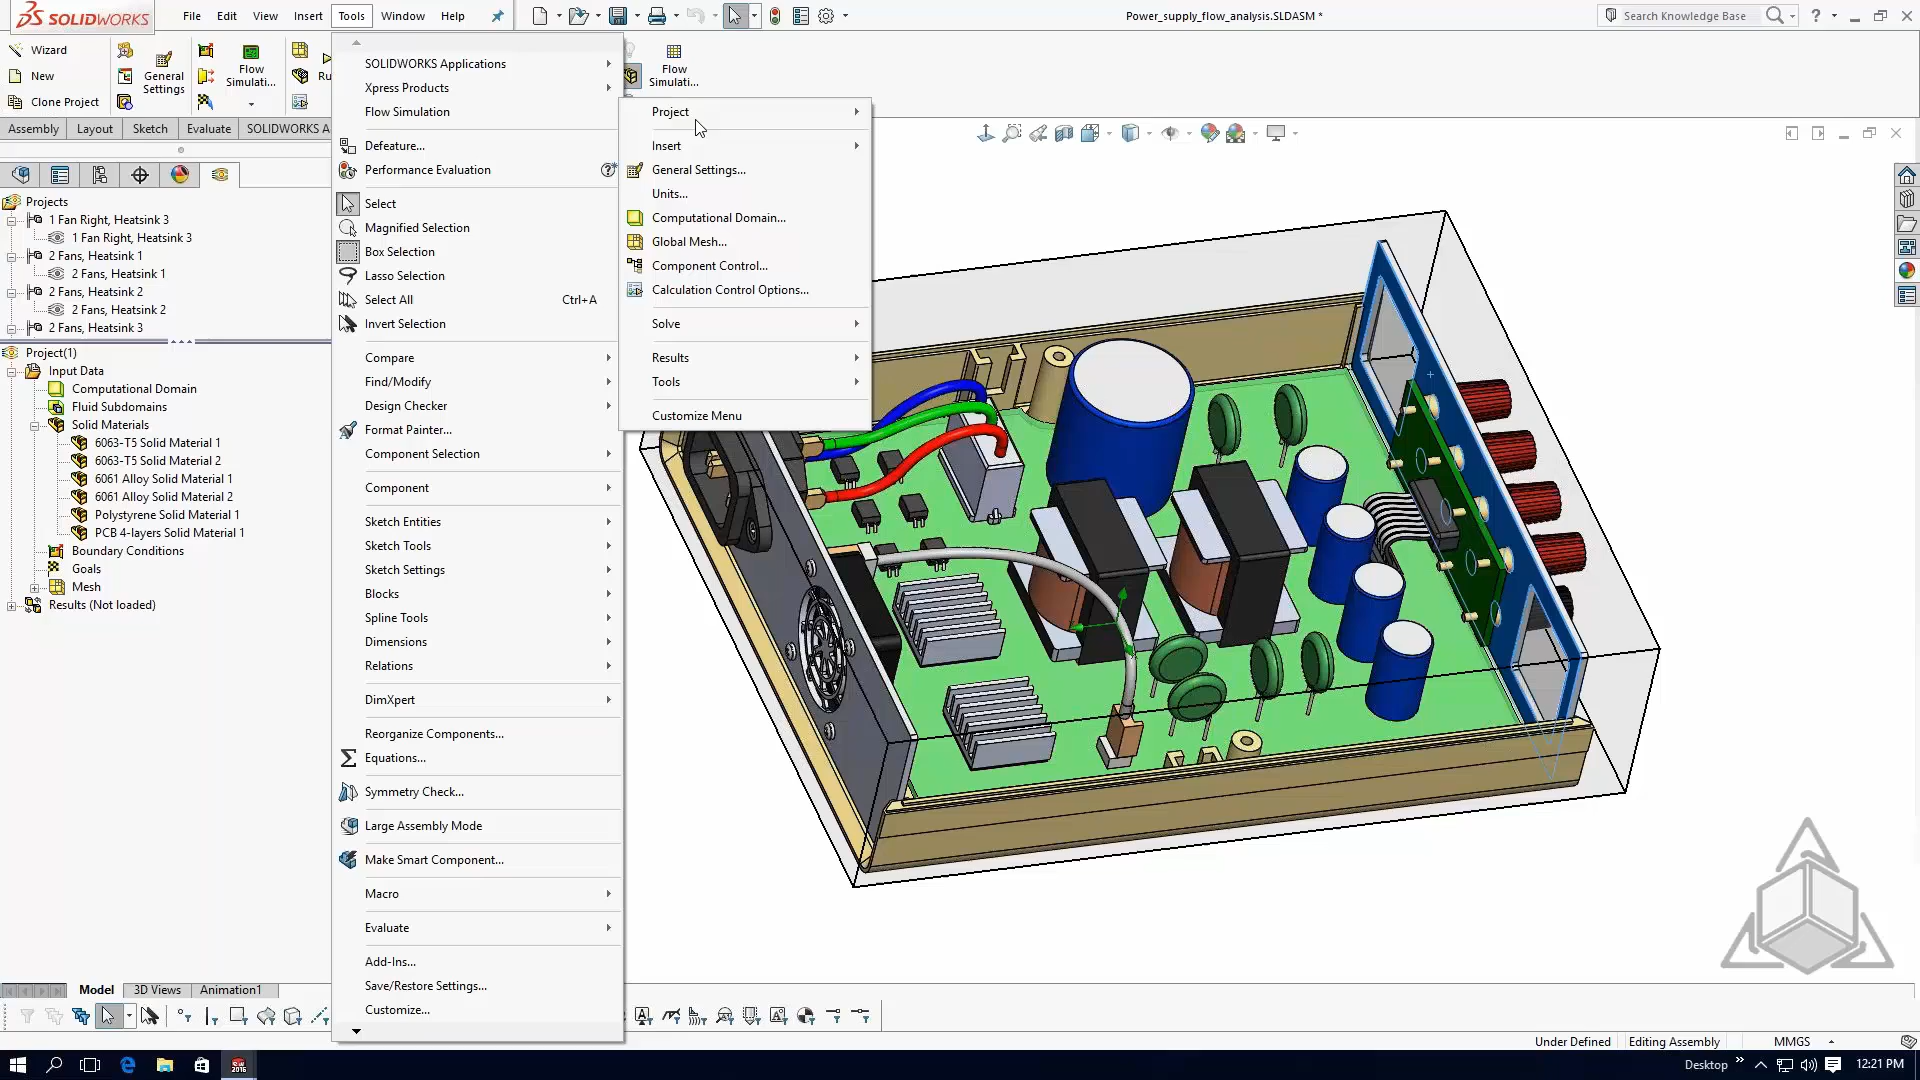 SOLIDWORKS
File
Edit
View
Insert
Tools
Window
Help
Power_supply_flow_analysis.SLDASM *
Search Knowledge Base
Wizard
New
Clone Project
General
Settings
Flow
Simulati...
Ru
Flow
Simulati...
Assembly
Layout
Sketch
Evaluate
SOLIDWORKS A
Projects
1 Fan Right, Heatsink 3
1 Fan Right, Heatsink 3
2 Fans, Heatsink 1
2 Fans, Heatsink 1
2 Fans, Heatsink 2
2 Fans, Heatsink 2
2 Fans, Heatsink 3
Project(1)
Input Data
Computational Domain
Fluid Subdomains
Solid Materials
6063-T5 Solid Material 1
6063-T5 Solid Material 2
6061 Alloy Solid Material 1
6061 Alloy Solid Material 2
Polystyrene Solid Material 1
PCB 4-layers Solid Material 1
Boundary Conditions
Goals
Mesh
Results (Not loaded)
SOLIDWORKS Applications
Xpress Products
Flow Simulation
Defeature...
Performance Evaluation
Select
Magnified Selection
Box Selection
Lasso Selection
Select All Ctrl+A
Invert Selection
Compare
Find/Modify
Design Checker
Format Painter...
Component Selection
Component
Sketch Entities
Sketch Tools
Sketch Settings
Blocks
Spline Tools
Dimensions
Relations
DimXpert
Reorganize Components...
Equations...
Symmetry Check...
Large Assembly Mode
Make Smart Component...
Macro
Evaluate
Add-Ins...
Save/Restore Settings...
Customize...
Project
Insert
General Settings...
Units...
Computational Domain...
Global Mesh...
Component Control...
Calculation Control Options...
Solve
Results
Tools
Customize Menu
Model
3D Views
Animation1
Under Defined
Editing Assembly
MMGS
SW
2016
Desktop
12:21 PM